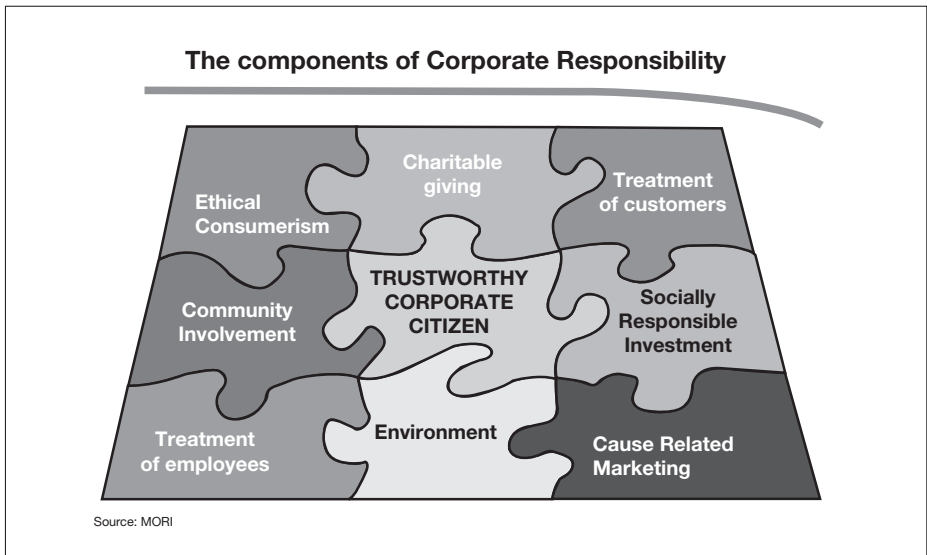 The components of Corporate Responsibility
Ethical
Consumerism
Charitable
giving
Treatment
of customers
Community
Involvement
TRUSTWORTHY
CORPORATE
CITIZEN
Socially
Responsible
Investment
Treatment
of employees
Environment
Cause Related
Marketing
Source: MORI